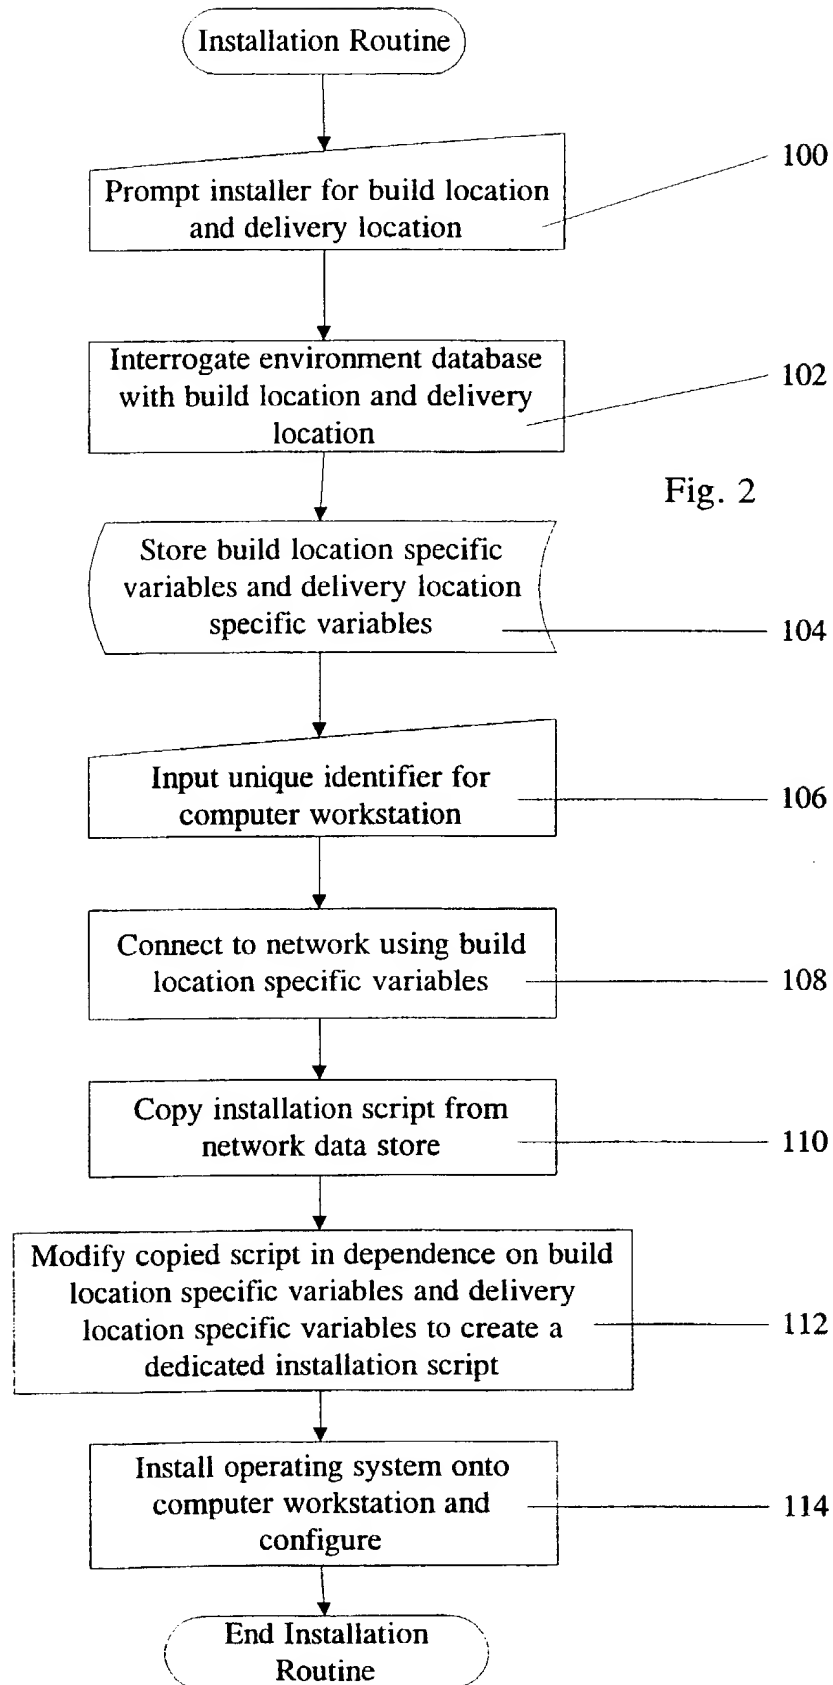 Installation Routine
Prompt installer for build location
and delivery location
100
Interrogate environment database
with build location and delivery
location
102
Fig. 2
Store build location specific
variables and delivery location
specific variables
104
Input unique identifier for
computer workstation
106
Connect to network using build
location specific variables
108
Copy installation script from
network data store
110
Modify copied script in dependence on build
location specific variables and delivery
location specific variables to create a
dedicated installation script
112
Install operating system onto
computer workstation and
configure
114
End Installation
Routine